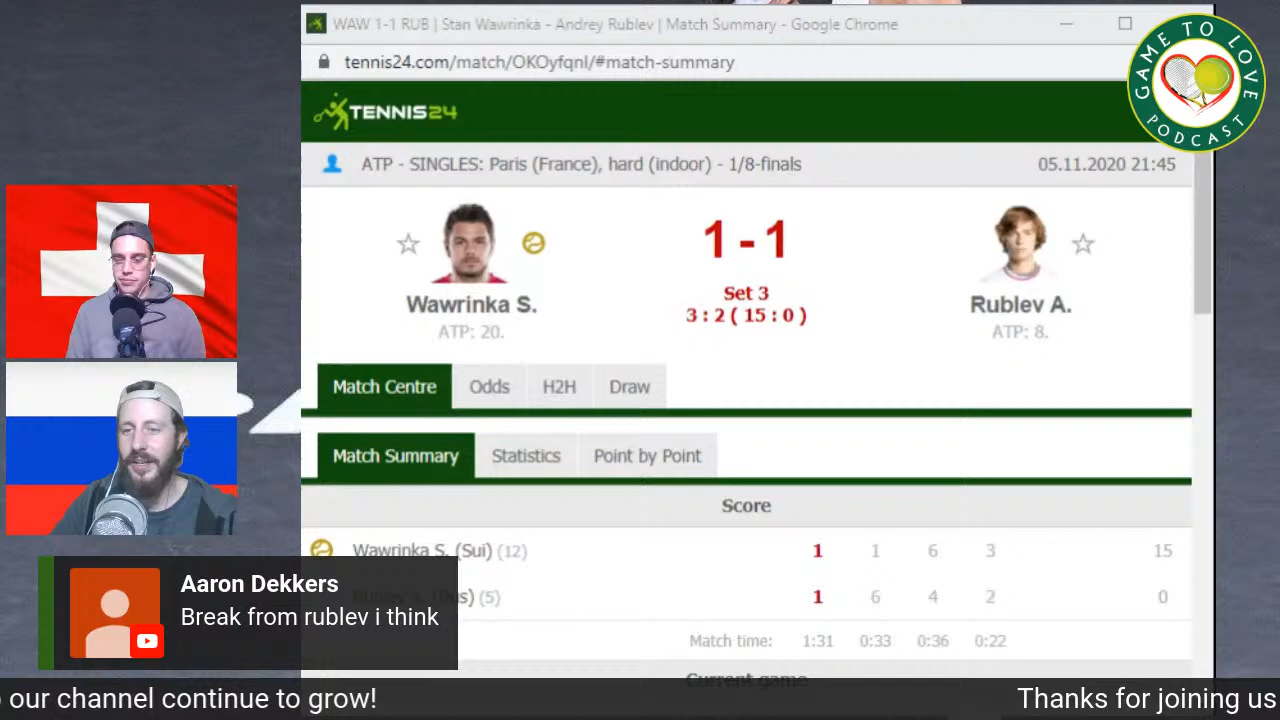 WAW 1-1 RUB | Stan Wawrinka - Andrey Rublev | Match Summary - Google Chrome
tennis24.com/match/OKOyfqnI/#match-summary
GAME TO LOVE
PODCAST
TENNIS24
ATP - SINGLES: Paris (France), hard (indoor) - 1/8-finals 05.11.2020 21:45
1 - 1
Set 3
3 : 2 ( 15 : 0 )
Wawrinka S.
ATP: 20.
Rublev A.
ATP: 8.
Match Centre Odds H2H Draw
Match Summary Statistics Point by Point
Score
Wawrinka S. (Sui) (12) 1 1 6 3 15
(5) 1 6 4 2 0
Match time: 1:31 0:33 0:36 0:22
Current game
Aaron Dekkers
Break from rublev i think
our channel continue to grow! Thanks for joining us